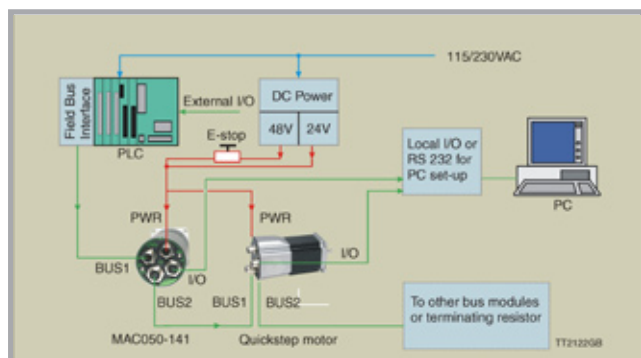 115/230VAC
Field Bus
Interface
External I/O
DC Power
48V
24V
PLC
E-stop
Local I/O or
RS 232 for
PC set-up
PC
PWR
PWR
I/O
BUS1
I/O
BUS2
BUS1
BUS2
MAC050-141
Quickstep motor
To other bus modules
or terminating resistor
TT2122GB